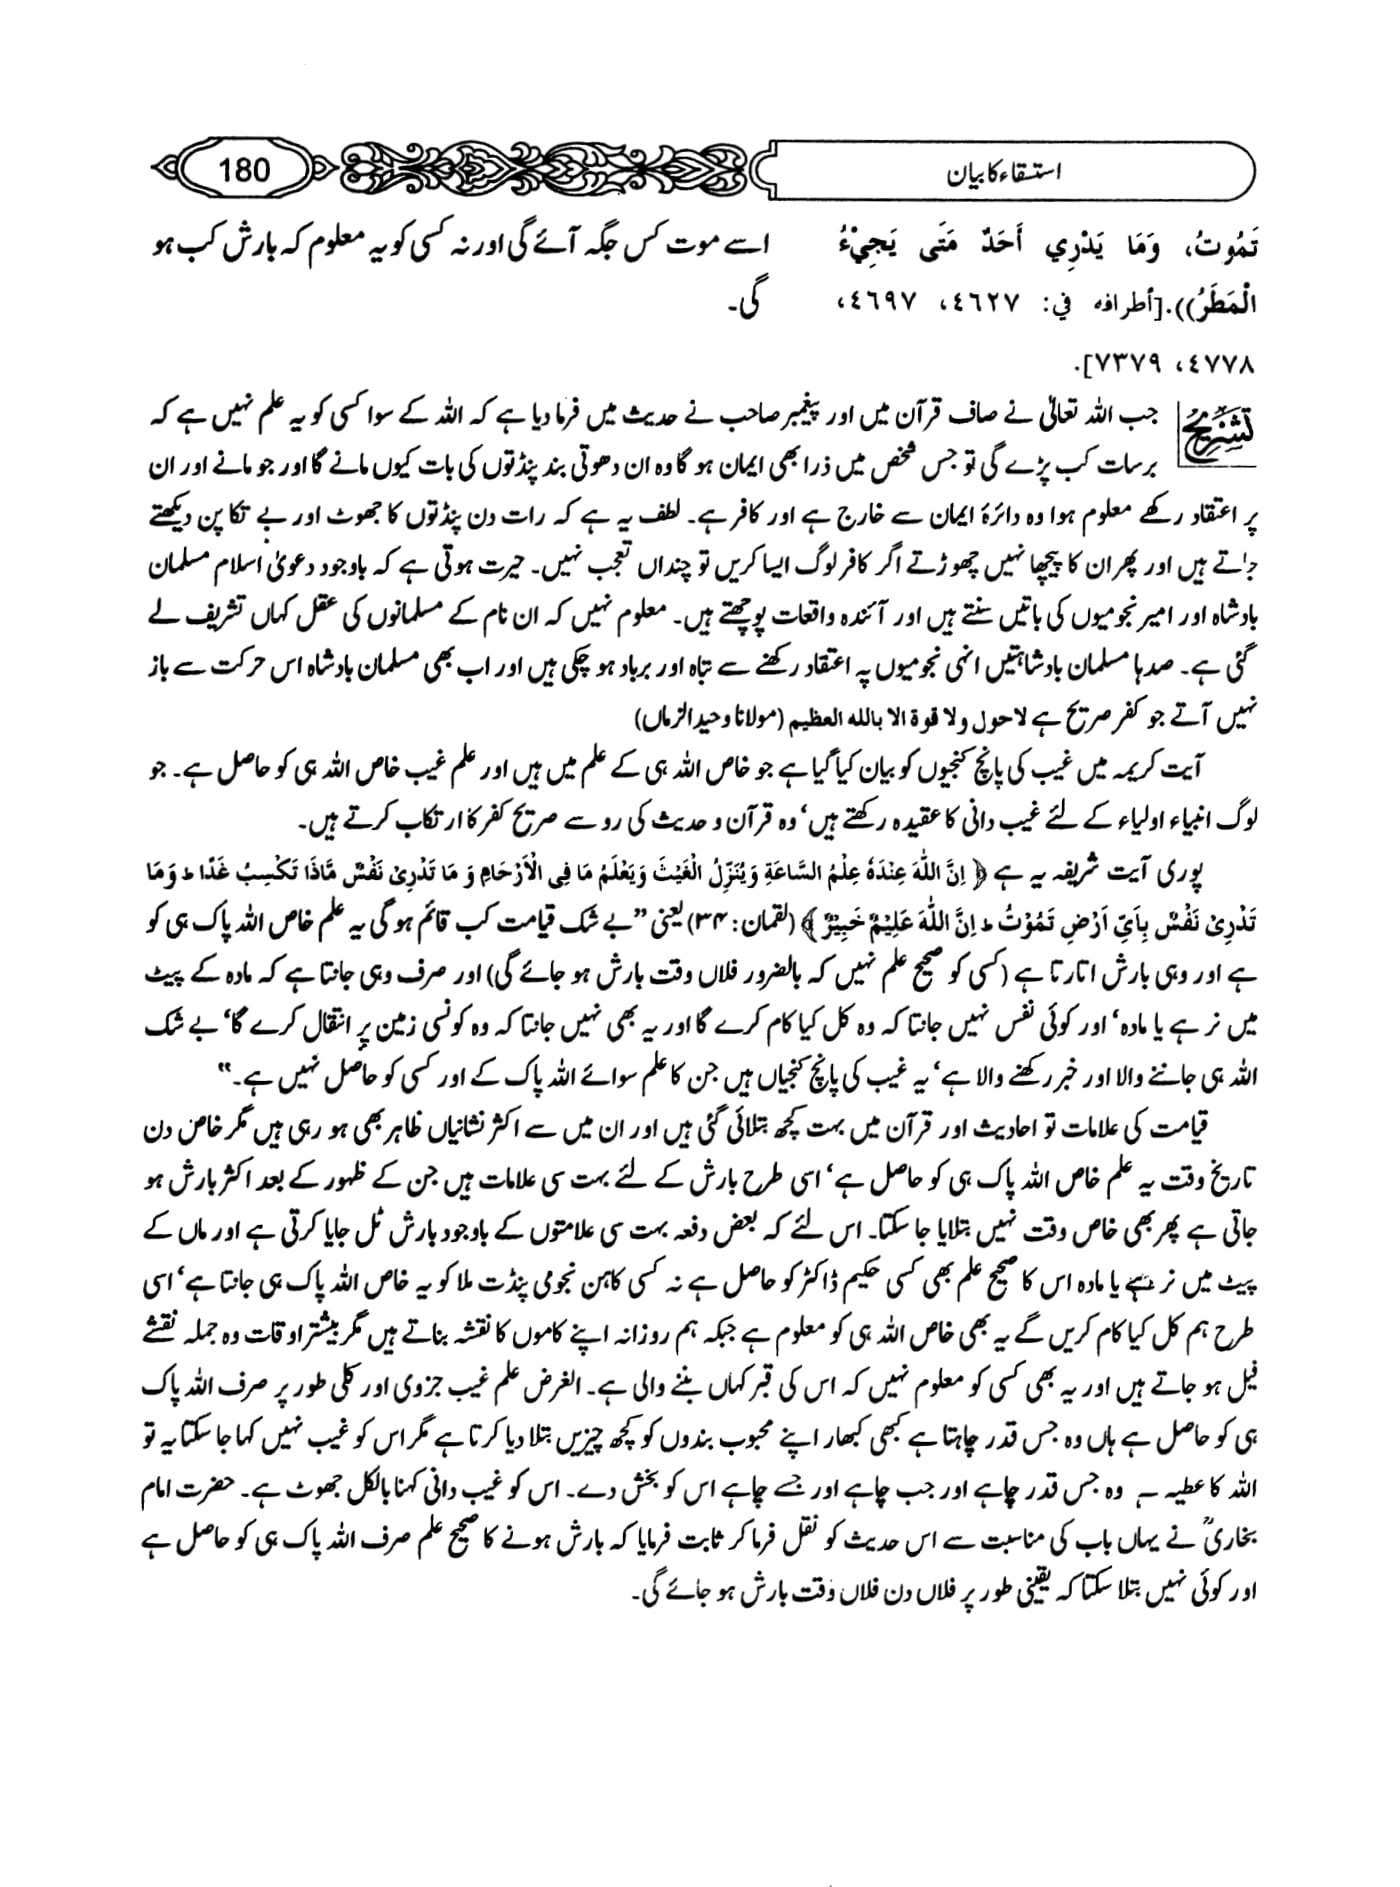 استسقاء کا بیان
180
تَمُوتُ، وَمَا يَدْرِي أَحَدٌ مَتَى يَجِيْءُ
الْمَطَرُ)).[أطرافه في: ٤٦٢٧، ٤٦٩٧،
٤٧٧٨، ٧٣٧٩].
اسے موت کس جگہ آئے گی اور نہ کسی کو یہ معلوم کہ بارش کب ہو
گی۔
تشریح
جب اللہ تعالیٰ نے صاف قرآن میں اور پیغمبر صاحب نے حدیث میں فرما دیا ہے کہ اللہ کے سوا کسی کو یہ علم نہیں ہے کہ
برسات کب پڑے گی تو جس شخص میں ذرا بھی ایمان ہو گا وہ ان دھوتی بند پنڈتوں کی بات کیوں مانے گا اور جو مانے اور ان
پر اعتقاد رکھے معلوم ہوا وہ دائرۂ ایمان سے خارج ہے اور کافر ہے۔ لطف یہ ہے کہ رات دن پنڈتوں کا جھوٹ اور بے تکا پن دیکھتے
جاتے ہیں اور پھر ان کا پیچھا نہیں چھوڑتے اگر کافر لوگ ایسا کریں تو چنداں تعجب نہیں۔ حیرت ہوتی ہے کہ باوجود دعویٰ اسلام مسلمان
بادشاہ اور امیر نجومیوں کی باتیں سنتے ہیں اور آئندہ واقعات پوچھتے ہیں۔ معلوم نہیں کہ ان نام کے مسلمانوں کی عقل کہاں تشریف لے
گئی ہے۔ صدہا مسلمان بادشاہتیں انہی نجومیوں پہ اعتقاد رکھنے سے تباہ اور برباد ہو چکی ہیں اور اب بھی مسلمان بادشاہ اس حرکت سے باز
نہیں آتے جو کفر صریح ہے لا حول ولا قوة الا بالله العظيم (مولانا وحید الزماں)
آیت کریمہ میں غیب کی پانچ کنجیوں کو بیان کیا گیا ہے جو خاص اللہ ہی کے علم میں ہیں اور علم غیب خاص اللہ ہی کو حاصل ہے۔ جو
لوگ انبیاء اولیاء کے لئے غیب دانی کا عقیدہ رکھتے ہیں‘ وہ قرآن و حدیث کی رو سے صریح کفر کا ارتکاب کرتے ہیں۔
پوری آیت شریفہ یہ ہے ﴿ اِنَّ اللّٰهَ عِنْدَهٗ عِلْمُ السَّاعَةِ وَيُنَزِّلُ الْغَيْثَ وَيَعْلَمُ مَا فِى الْاَرْحَامِ وَ مَا تَدْرِىْ نَفْسٌ مَّاذَا تَكْسِبُ غَدًا ط وَمَا
تَدْرِىْ نَفْسٌ بِاَىِّ اَرْضٍ تَمُوْتُ ط اِنَّ اللّٰهَ عَلِيْمٌ خَبِيْرٌ﴾ (لقمان: ۳۴) یعنی ”بے شک قیامت کب قائم ہو گی یہ علم خاص اللہ پاک ہی کو
ہے اور وہی بارش اتارتا ہے (کسی کو صحیح علم نہیں کہ بالضرور فلاں وقت بارش ہو جائے گی) اور صرف وہی جانتا ہے کہ مادہ کے پیٹ
میں نر ہے یا مادہ‘ اور کوئی نفس نہیں جانتا کہ وہ کل کیا کام کرے گا اور یہ بھی نہیں جانتا کہ وہ کونسی زمین پر انتقال کرے گا‘ بے شک
اللہ ہی جاننے والا اور خبر رکھنے والا ہے‘ یہ غیب کی پانچ کنجیاں ہیں جن کا علم سوائے اللہ پاک کے اور کسی کو حاصل نہیں ہے۔“
قیامت کی علامات تو احادیث اور قرآن میں بہت کچھ بتلائی گئی ہیں اور ان میں سے اکثر نشانیاں ظاہر بھی ہو رہی ہیں مگر خاص دن
تاریخ وقت یہ علم خاص اللہ پاک ہی کو حاصل ہے‘ اسی طرح بارش کے لئے بہت سی علامات ہیں جن کے ظہور کے بعد اکثر بارش ہو
جاتی ہے پھر بھی خاص وقت نہیں بتلایا جا سکتا۔ اس لئے کہ بعض دفعہ بہت سی علامتوں کے باوجود بارش ٹل جایا کرتی ہے اور ماں کے
پیٹ میں نر ہے یا مادہ اس کا صحیح علم بھی کسی حکیم ڈاکٹر کو حاصل ہے نہ کسی کاہن نجومی پنڈت ملا کو یہ خاص اللہ پاک ہی جانتا ہے‘ اسی
طرح ہم کل کیا کام کریں گے یہ بھی خاص اللہ ہی کو معلوم ہے جبکہ ہم روزانہ اپنے کاموں کا نقشہ بناتے ہیں مگر بیشتر اوقات وہ جملہ نقشے
فیل ہو جاتے ہیں اور یہ بھی کسی کو معلوم نہیں کہ اس کی قبر کہاں بننے والی ہے۔ الغرض علم غیب جزوی اور کلی طور پر صرف اللہ پاک
ہی کو حاصل ہے ہاں وہ جس قدر چاہتا ہے کبھی کبھار اپنے محبوب بندوں کو کچھ چیزیں بتلا دیا کرتا ہے مگر اس کو غیب نہیں کہا جا سکتا یہ تو
اللہ کا عطیہ ہے وہ جس قدر چاہے اور جب چاہے اور جسے چاہے اس کو بخش دے۔ اس کو غیب دانی کہنا بالکل جھوٹ ہے۔ حضرت امام
بخاریؒ نے یہاں باب کی مناسبت سے اس حدیث کو نقل فرما کر ثابت فرمایا کہ بارش ہونے کا صحیح علم صرف اللہ پاک ہی کو حاصل ہے
اور کوئی نہیں بتلا سکتا کہ یقینی طور پر فلاں دن فلاں وقت بارش ہو جائے گی۔